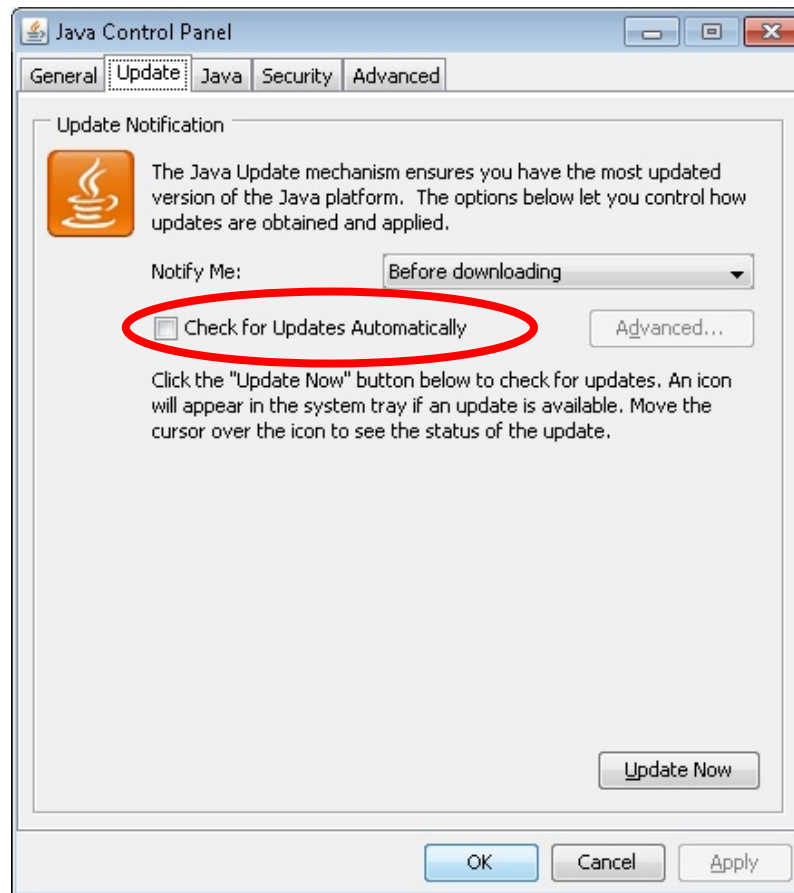 Java Control Panel
General Update Java Security Advanced
Update Notification
The Java Update mechanism ensures you have the most updated
version of the Java platform. The options below let you control how
updates are obtained and applied.
Notify Me: Before downloading
Check for Updates Automatically Advanced...
Click the "Update Now" button below to check for updates. An icon
will appear in the system tray if an update is available. Move the
cursor over the icon to see the status of the update.
Update Now
OK Cancel Apply